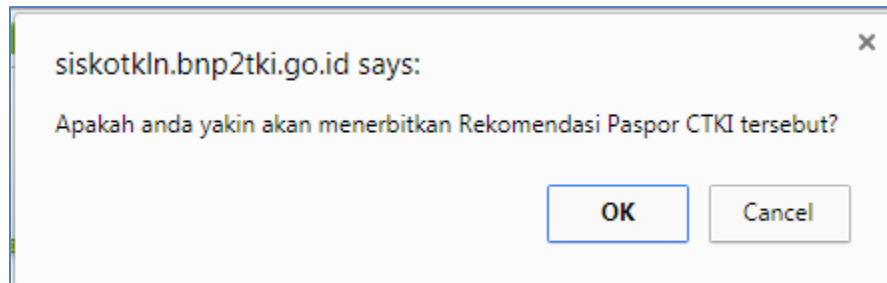 siskotkln.bnp2tki.go.id says:
Apakah anda yakin akan menerbitkan Rekomendasi Paspor CTKI tersebut?
OK Cancel